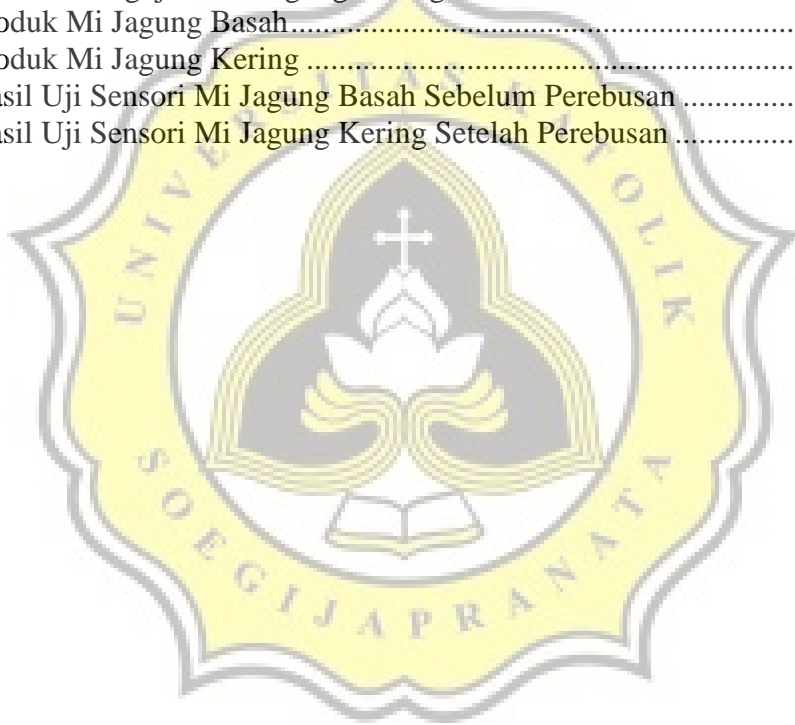 oduk Mi Jagung Basah..........................................................
oduk Mi Jagung Kering ........................................................
asil Uji Sensori Mi Jagung Basah Sebelum Perebusan ..............
asil Uji Sensori Mi Jagung Kering Setelah Perebusan ..............
UNIVERSITAS KATOLIK
SOEGIJAPRANATA